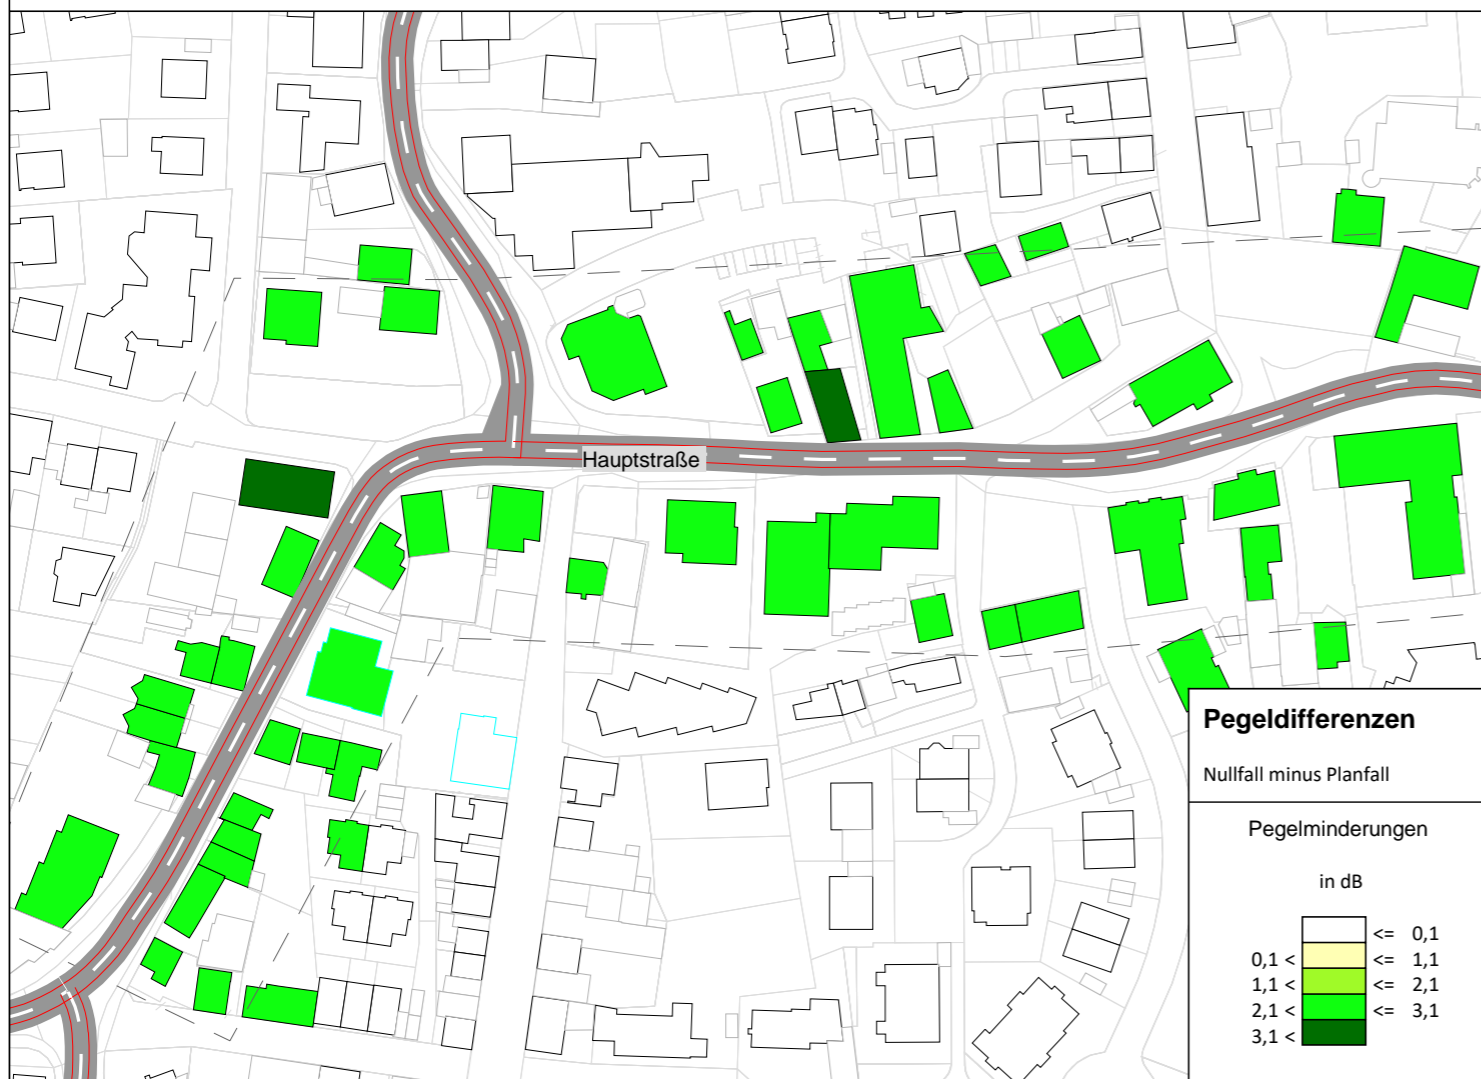 Hauptstraße
Pegeldifferenzen
Nullfall minus Planfall
Pegelminderungen
in dB
<= 0,1
0,1 < <= 1,1
1,1 < <= 2,1
2,1 < <= 3,1
3,1 <